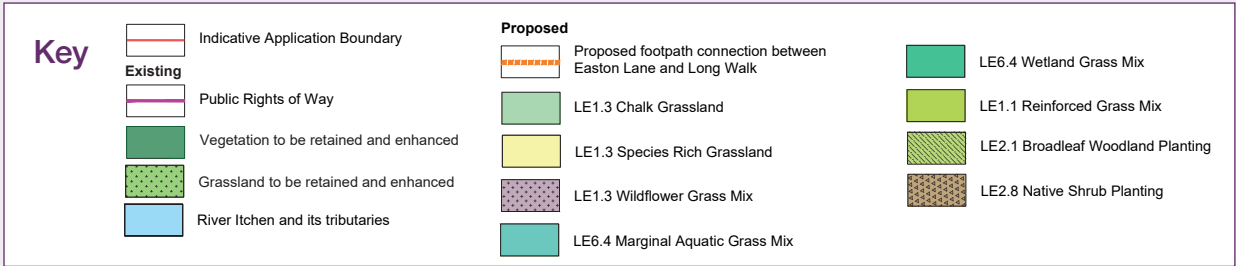 Key
Indicative Application Boundary
Existing
Public Rights of Way
Vegetation to be retained and enhanced
Grassland to be retained and enhanced
River Itchen and its tributaries
Proposed
Proposed footpath connection between
Easton Lane and Long Walk
LE1.3 Chalk Grassland
LE1.3 Species Rich Grassland
LE1.3 Wildflower Grass Mix
LE6.4 Marginal Aquatic Grass Mix
LE6.4 Wetland Grass Mix
LE1.1 Reinforced Grass Mix
LE2.1 Broadleaf Woodland Planting
LE2.8 Native Shrub Planting